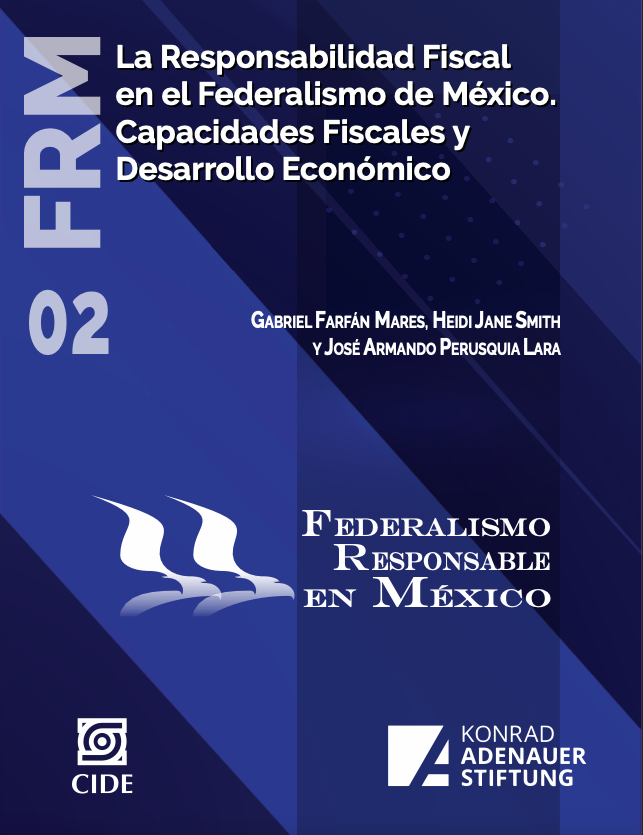 FRM
02
La Responsabilidad Fiscal
en el Federalismo de México.
Capacidades Fiscales y
Desarrollo Económico
Gabriel Farfán Mares, Heidi Jane Smith
y José Armando Perusquia Lara
Federalismo
Responsable
en México
CIDE
KONRAD
ADENAUER
STIFTUNG